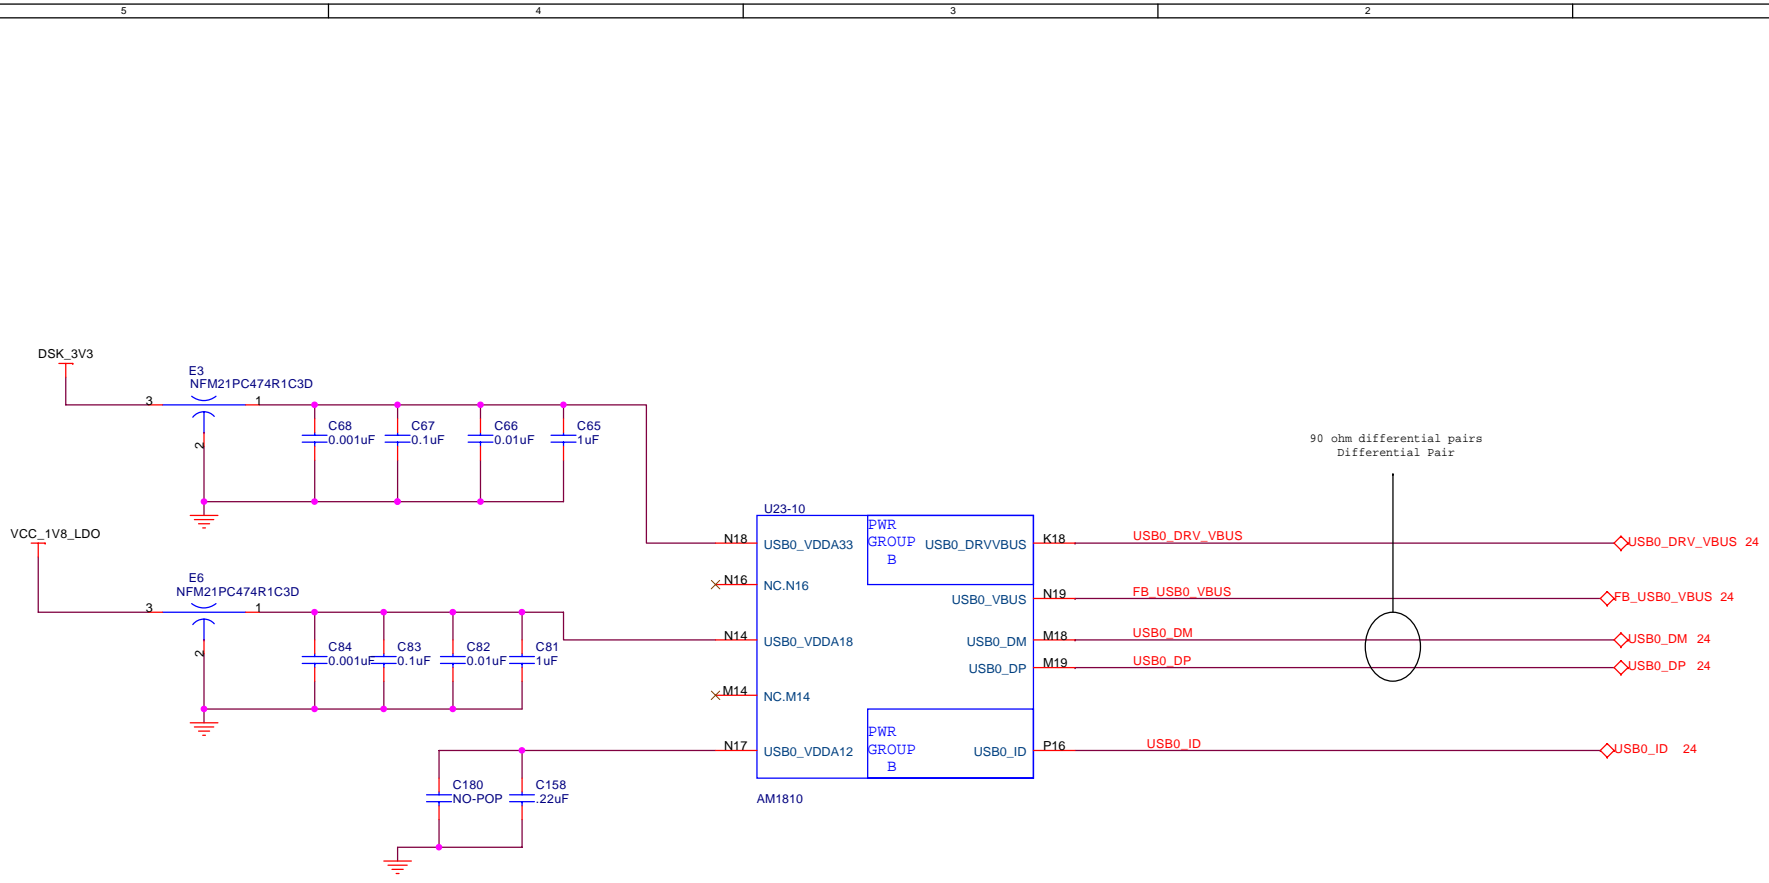 5 4 3 2
DSK_3V3
E3
NFM21PC474R1C3D
3 1
2
C68
0.001uF
C67
0.1uF
C66
0.01uF
C65
1uF
90 ohm differential pairs
Differential Pair
VCC_1V8_LDO
E6
NFM21PC474R1C3D
3 1
2
C84
0.001uF
C83
0.1uF
C82
0.01uF
C81
1uF
U23-10
N18 USB0_VDDA33
N16 NC.N16
N14 USB0_VDDA18
M14 NC.M14
N17 USB0_VDDA12
PWR
GROUP
B
USB0_DRVVBUS K18 USB0_DRV_VBUS USB0_DRV_VBUS 24
USB0_VBUS N19 FB_USB0_VBUS FB_USB0_VBUS 24
USB0_DM M18 USB0_DM USB0_DM 24
USB0_DP M19 USB0_DP USB0_DP 24
PWR
GROUP
B
USB0_ID P16 USB0_ID USB0_ID 24
C180
NO-POP
C158
.22uF
AM1810